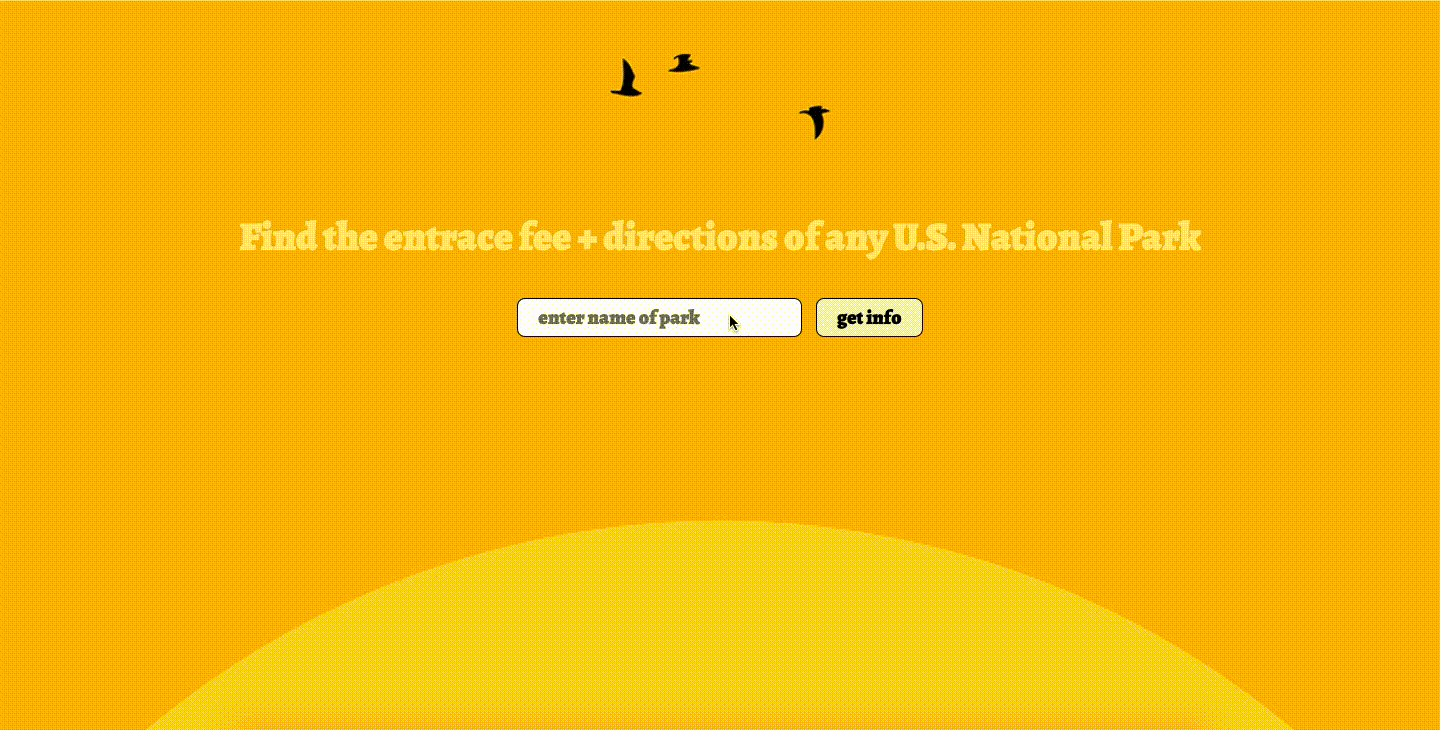 Find the entrace fee + directions of any U.S. National Park
enter name of park
get info